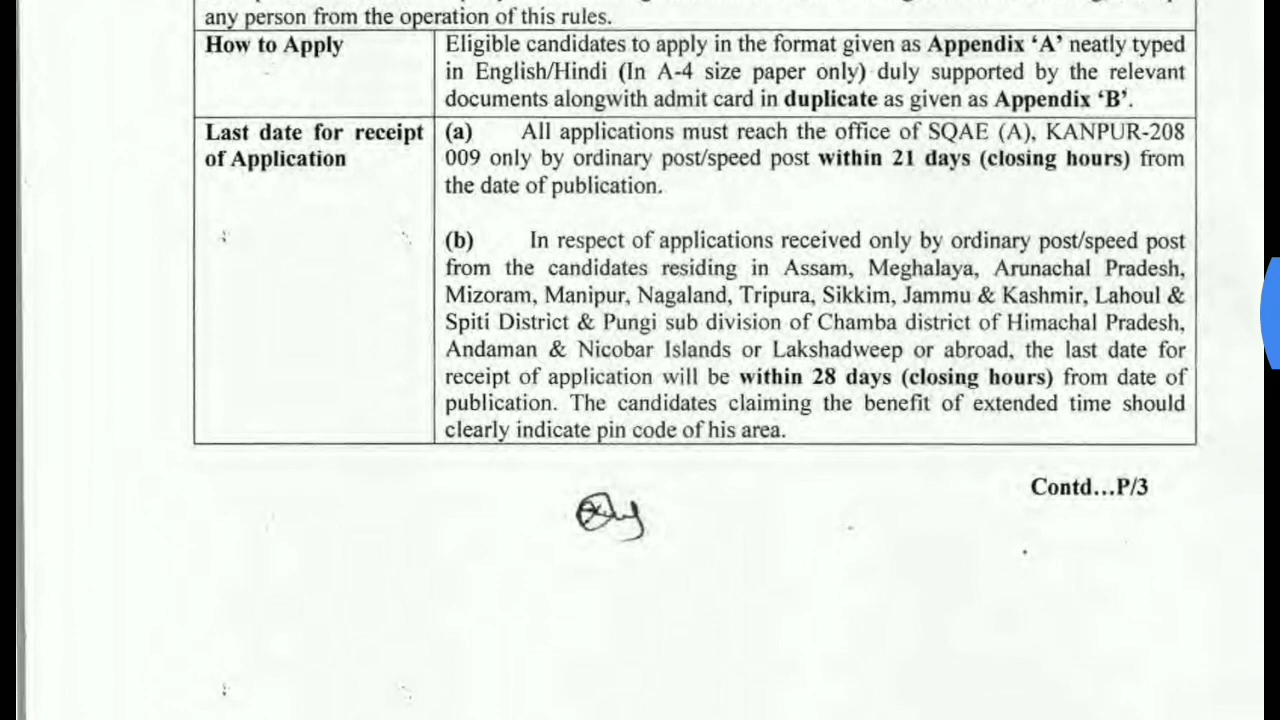 any person from the operation of this rules.
How to Apply
Eligible candidates to apply in the format given as Appendix ‘A’ neatly typed
in English/Hindi (In A-4 size paper only) duly supported by the relevant
documents alongwith admit card in duplicate as given as Appendix ‘B’.
Last date for receipt
of Application
(a) All applications must reach the office of SQAE (A), KANPUR-208
009 only by ordinary post/speed post within 21 days (closing hours) from
the date of publication.
(b) In respect of applications received only by ordinary post/speed post
from the candidates residing in Assam, Meghalaya, Arunachal Pradesh,
Mizoram, Manipur, Nagaland, Tripura, Sikkim, Jammu & Kashmir, Lahoul &
Spiti District & Pungi sub division of Chamba district of Himachal Pradesh,
Andaman & Nicobar Islands or Lakshadweep or abroad, the last date for
receipt of application will be within 28 days (closing hours) from date of
publication. The candidates claiming the benefit of extended time should
clearly indicate pin code of his area.
Contd...P/3